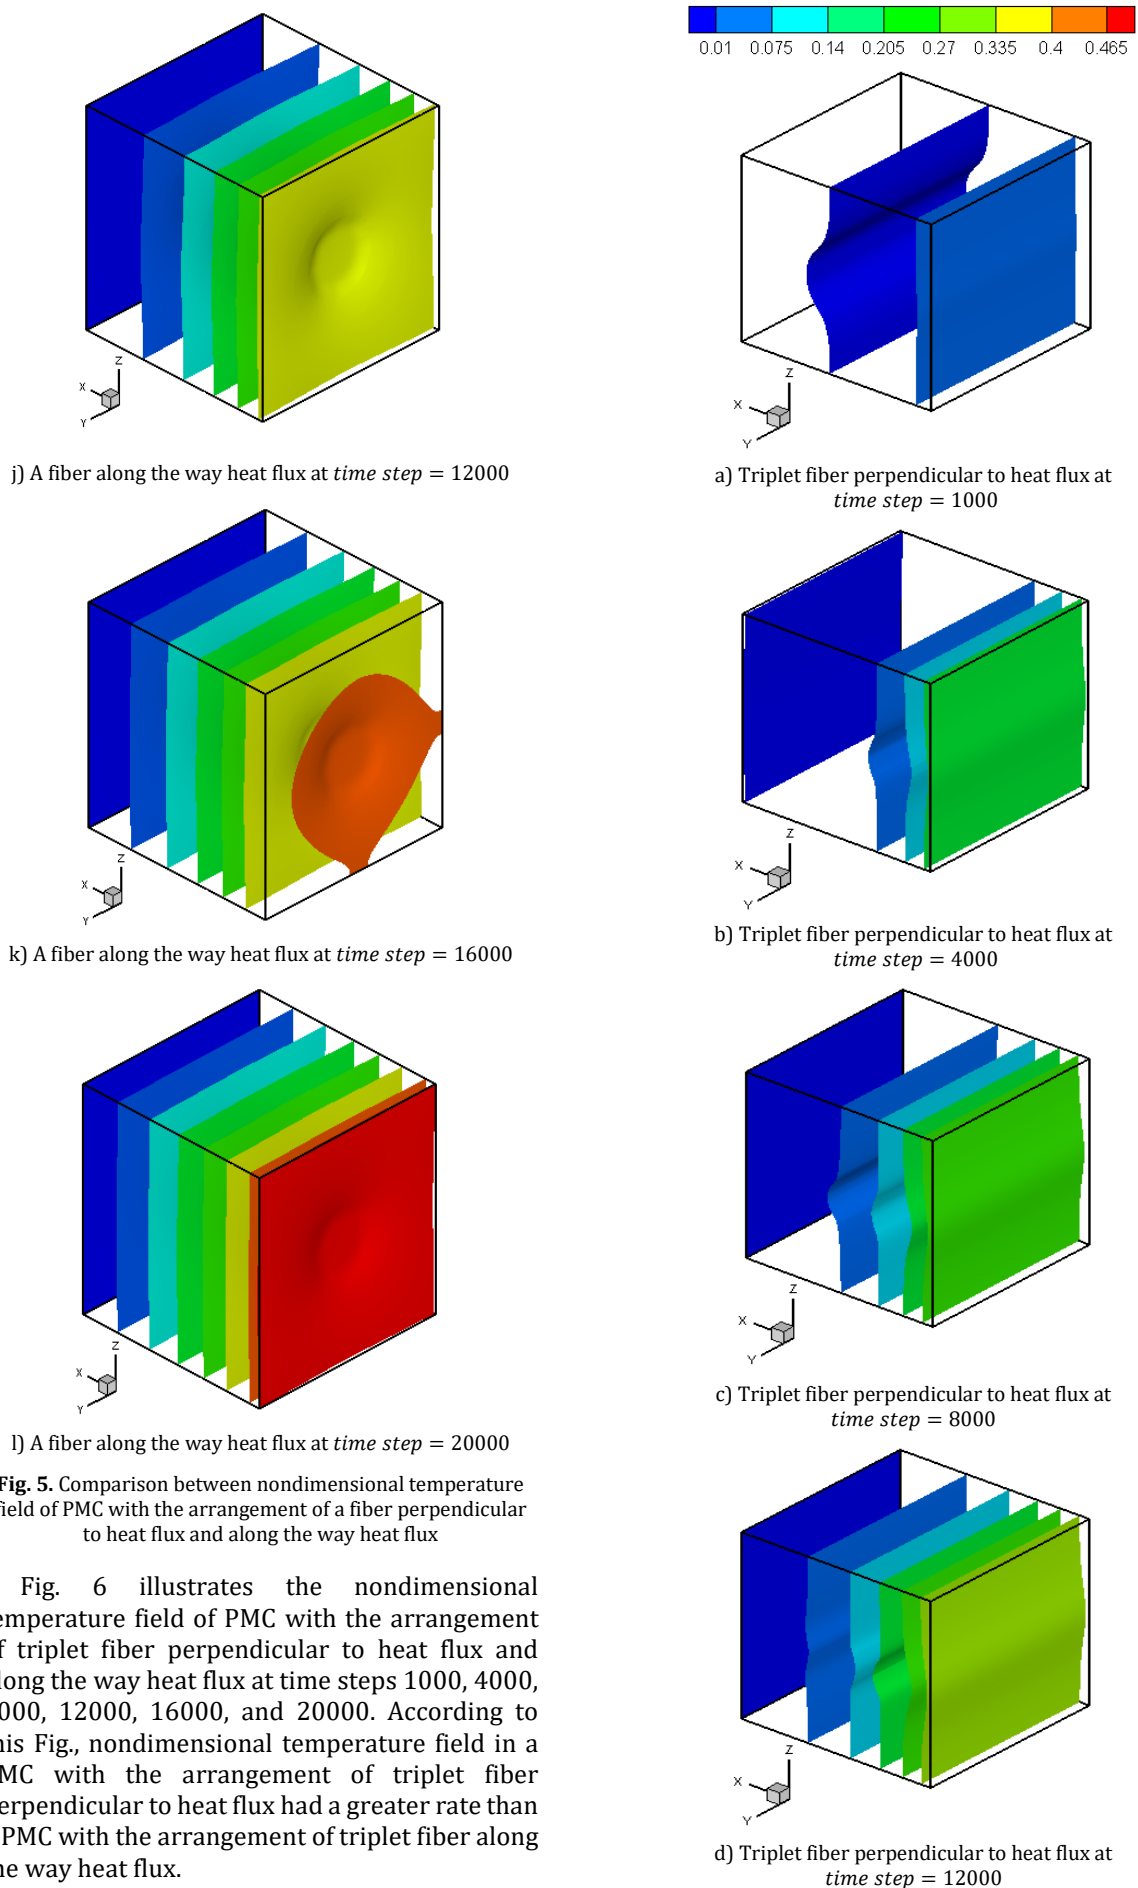 Z
X
Y
j) A fiber along the way heat flux at time step = 12000
Z
X
Y
k) A fiber along the way heat flux at time step = 16000
Z
X
Y
l) A fiber along the way heat flux at time step = 20000
Fig. 5. Comparison between nondimensional temperature
field of PMC with the arrangement of a fiber perpendicular
to heat flux and along the way heat flux
Fig. 6 illustrates the nondimensional
temperature field of PMC with the arrangement
of triplet fiber perpendicular to heat flux and
along the way heat flux at time steps 1000, 4000,
000, 12000, 16000, and 20000. According to
this Fig., nondimensional temperature field in a
PMC with the arrangement of triplet fiber
perpendicular to heat flux had a greater rate than
PMC with the arrangement of triplet fiber along
the way heat flux.
0.01 0.075 0.14 0.205 0.27 0.335 0.4 0.465
Z
X
Y
a) Triplet fiber perpendicular to heat flux at
time step = 1000
Z
X
Y
b) Triplet fiber perpendicular to heat flux at
time step = 4000
Z
X
Y
c) Triplet fiber perpendicular to heat flux at
time step = 8000
Z
X
Y
d) Triplet fiber perpendicular to heat flux at
time step = 12000